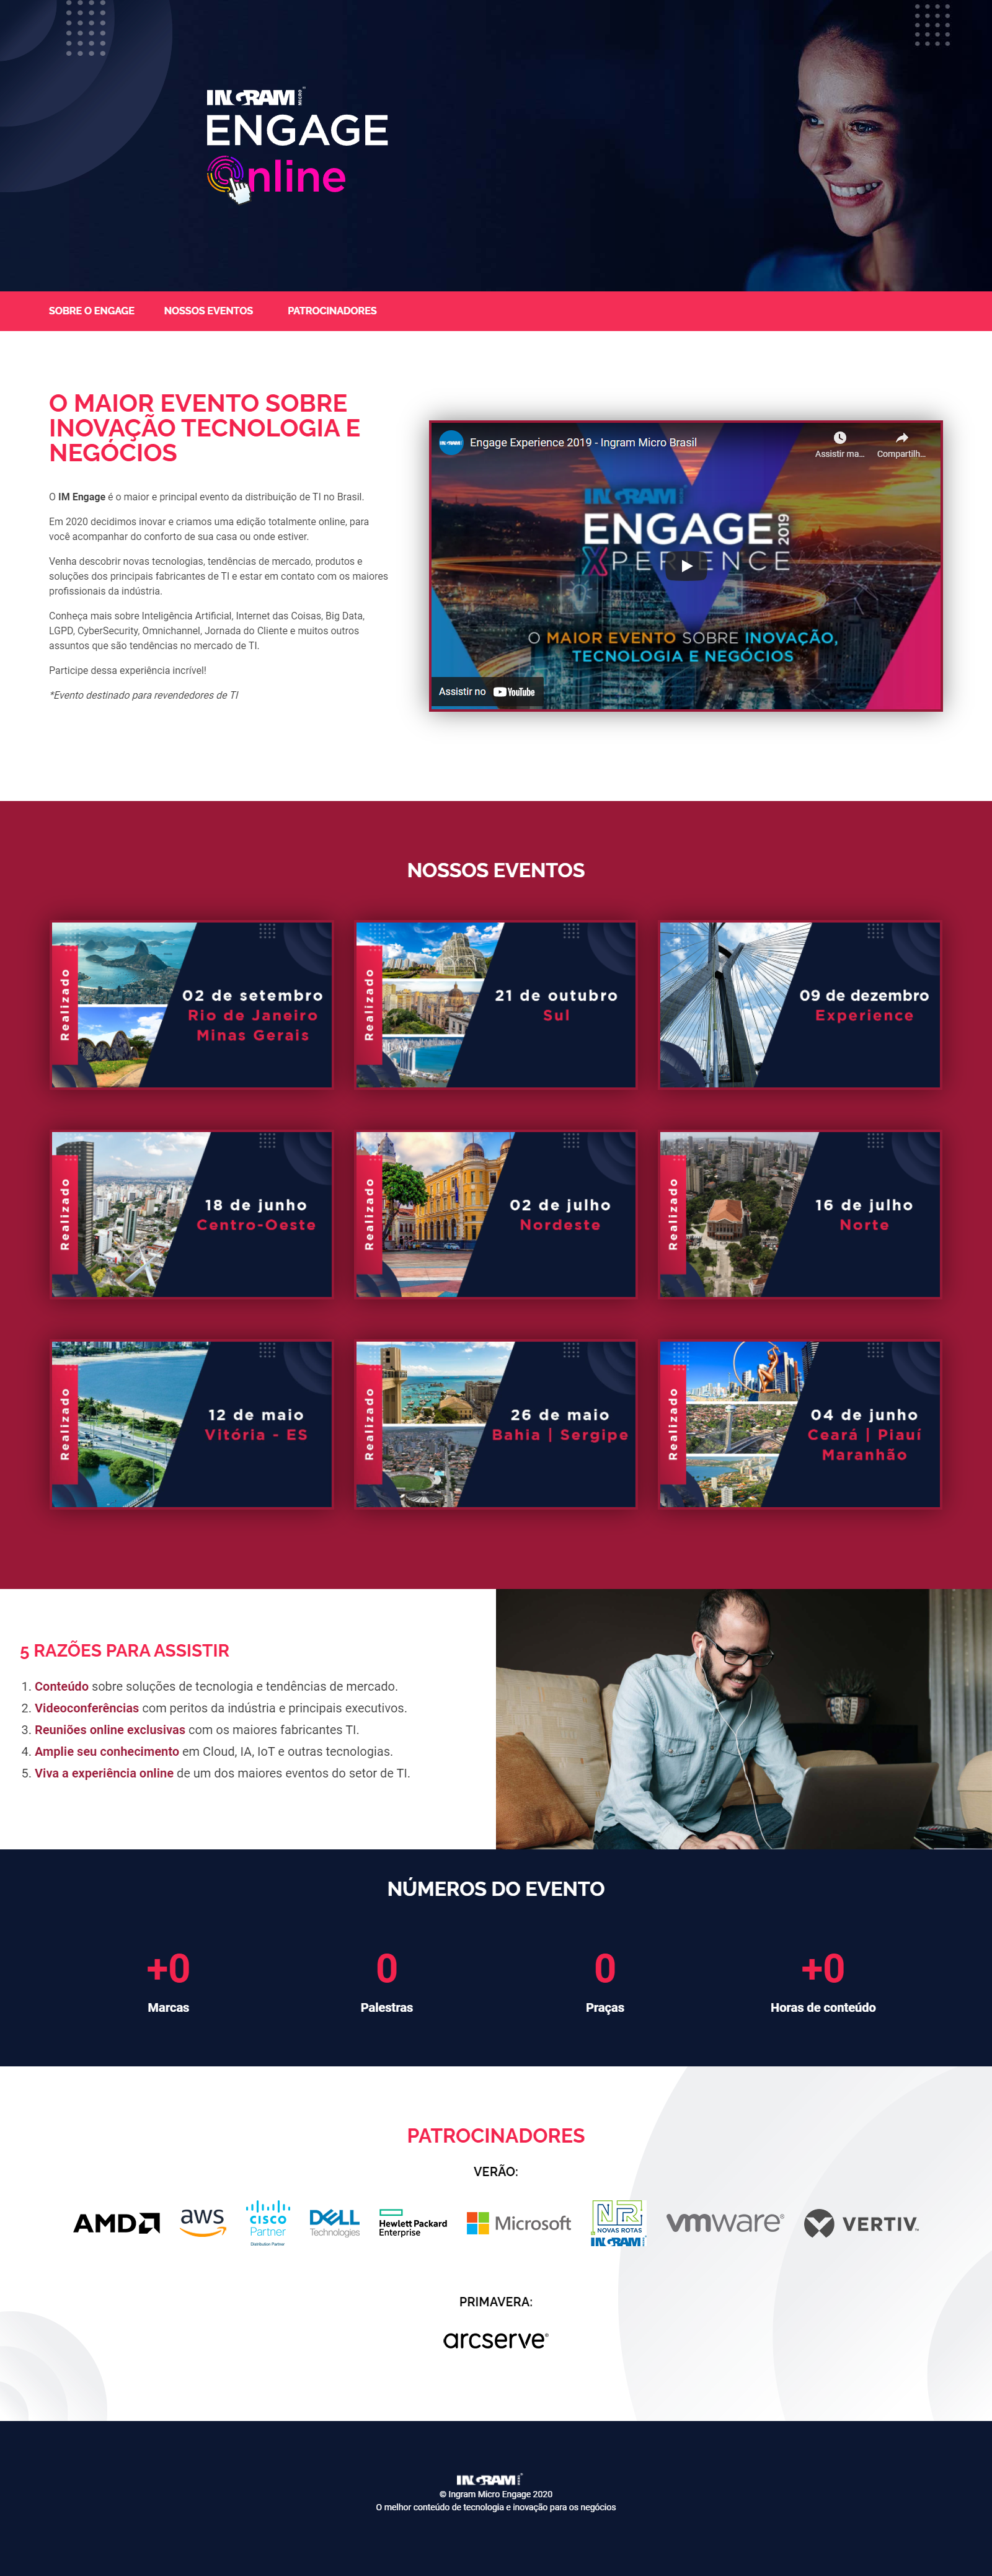 INGRAM MICRO
ENGAGE
Online
SOBRE O ENGAGE
NOSSOS EVENTOS
PATROCINADORES
O MAIOR EVENTO SOBRE
INOVAÇÃO TECNOLOGIA E
NEGÓCIOS
O IM Engage é o maior e principal evento da distribuição de TI no Brasil.
Em 2020 decidimos inovar e criamos uma edição totalmente online, para
você acompanhar do conforto de sua casa ou onde estiver.
Venha descobrir novas tecnologias, tendências de mercado, produtos e
soluções dos principais fabricantes de TI e estar em contato com os maiores
profissionais da indústria.
Conheça mais sobre Inteligência Artificial, Internet das Coisas, Big Data,
LGPD, CyberSecurity, Omnichannel, Jornada do Cliente e muitos outros
assuntos que são tendências no mercado de TI.
Participe dessa experiência incrível!
*Evento destinado para revendedores de TI
Engage Experience 2019 - Ingram Micro Brasil
Assistir ma...
Compartilh...
INGRAM
ENGAGE 2019
XPERIENCE
O MAIOR EVENTO SOBRE INOVAÇÃO,
TECNOLOGIA E NEGÓCIOS
Assistir no YouTube
NOSSOS EVENTOS
Realizado
02 de setembro
Rio de Janeiro
Minas Gerais
Realizado
21 de outubro
Sul
09 de dezembro
Experience
Realizado
18 de junho
Centro-Oeste
Realizado
02 de julho
Nordeste
Realizado
16 de julho
Norte
Realizado
12 de maio
Vitória - ES
Realizado
26 de maio
Bahia | Sergipe
Realizado
04 de junho
Ceará | Piauí
Maranhão
5 RAZÕES PARA ASSISTIR
1. Conteúdo sobre soluções de tecnologia e tendências de mercado.
2. Videoconferências com peritos da indústria e principais executivos.
3. Reuniões online exclusivas com os maiores fabricantes TI.
4. Amplie seu conhecimento em Cloud, IA, IoT e outras tecnologias.
5. Viva a experiência online de um dos maiores eventos do setor de TI.
NÚMEROS DO EVENTO
+0
0
0
+0
Marcas
Palestras
Praças
Horas de conteúdo
PATROCINADORES
VERÃO:
AMD
aws
CISCO
Partner
Distribution Partner
DELL
Technologies
Hewlett Packard
Enterprise
Microsoft
NR
NOVAS ROTAS
INGRAM
vmware®
VERTIV™
PRIMAVERA:
arcserve®
INGRAM
© Ingram Micro Engage 2020
O melhor conteúdo de tecnologia e inovação para os negócios